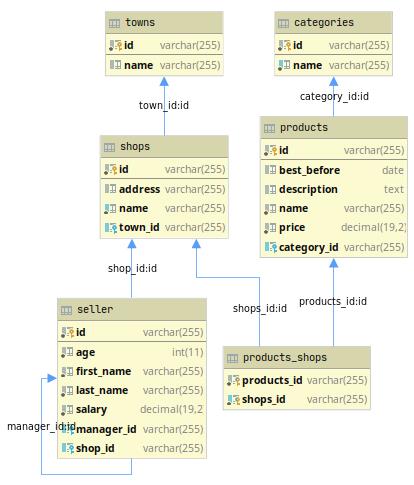 towns
id varchar(255)
name varchar(255)
categories
id varchar(255)
name varchar(255)
town_id:id
category_id:id
shops
id varchar(255)
address varchar(255)
name varchar(255)
town_id varchar(255)
products
id varchar(255)
best_before date
description text
name varchar(255)
price decimal(19,2)
category_id varchar(255)
shop_id:id
shops_id:id
products_id:id
seller
id varchar(255)
age int(11)
first_name varchar(255)
last_name varchar(255)
salary decimal(19,2
manager_id varchar(255)
shop_id varchar(255)
manager_id:id
products_shops
products_id varchar(255)
shops_id varchar(255)